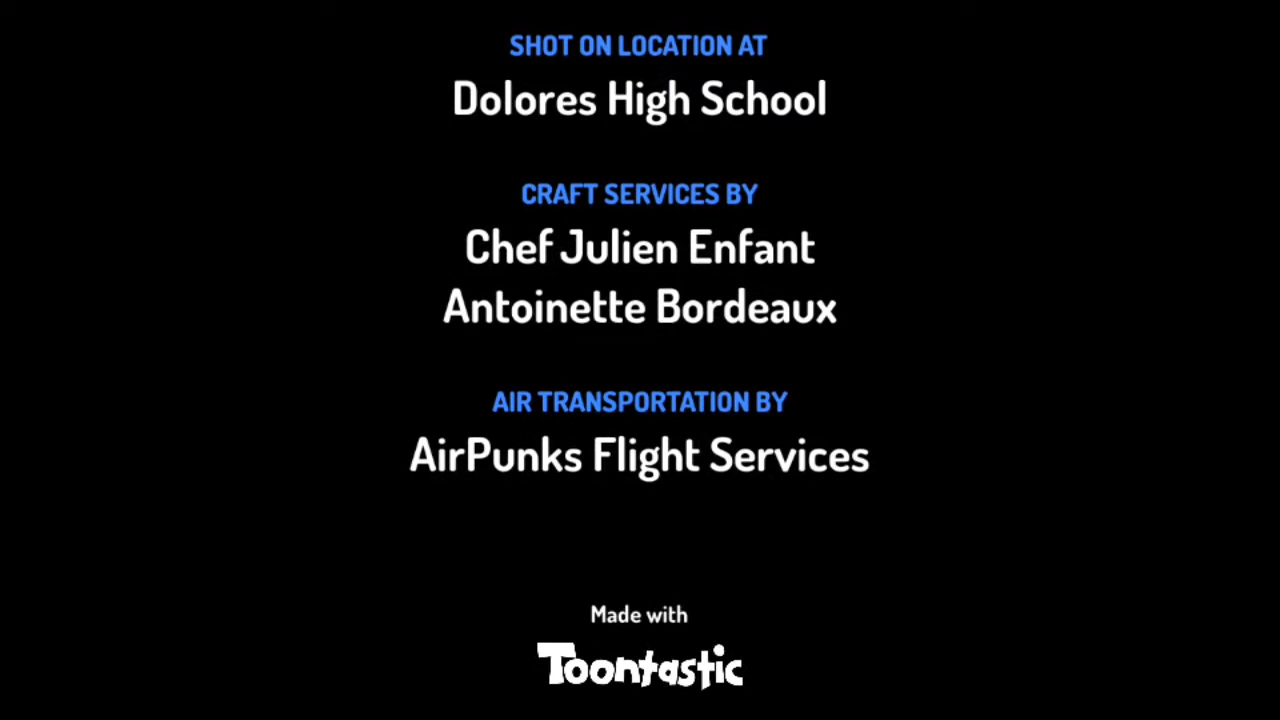 SHOT ON LOCATION AT
Dolores High School
CRAFT SERVICES BY
Chef Julien Enfant
Antoinette Bordeaux
AIR TRANSPORTATION BY
AirPunks Flight Services
Made with
Toontastic